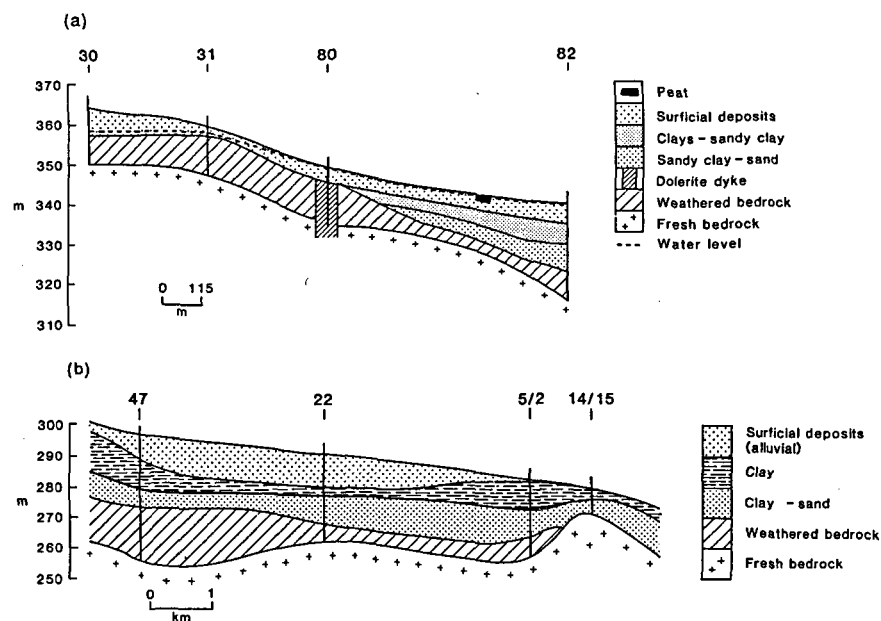 (a)
30 31 80 82
370
360
350
340
330
320
310
m
0 115
m
Peat
Surficial deposits
Clays - sandy clay
Sandy clay - sand
Dolerite dyke
Weathered bedrock
Fresh bedrock
Water level
(b)
47 22 5/2 14/15
300
290
280
270
260
250
m
0 1
km
Surficial deposits
(alluvial)
Clay
Clay - sand
Weathered bedrock
Fresh bedrock